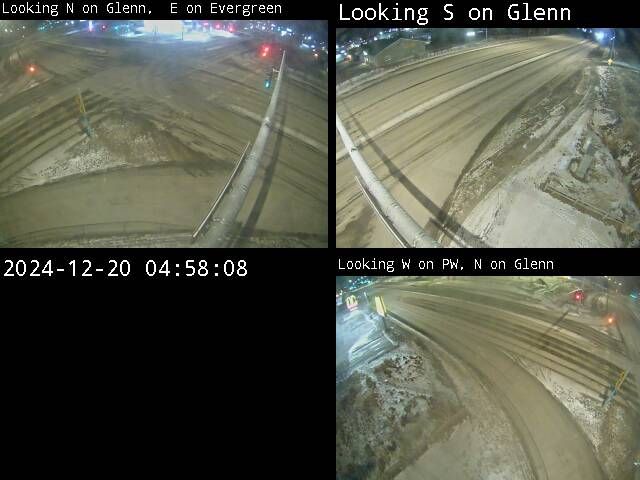 Looking N on Glenn, E on Evergreen
Looking S on Glenn
2024-12-20 04:58:08
Looking W on PW, N on Glenn